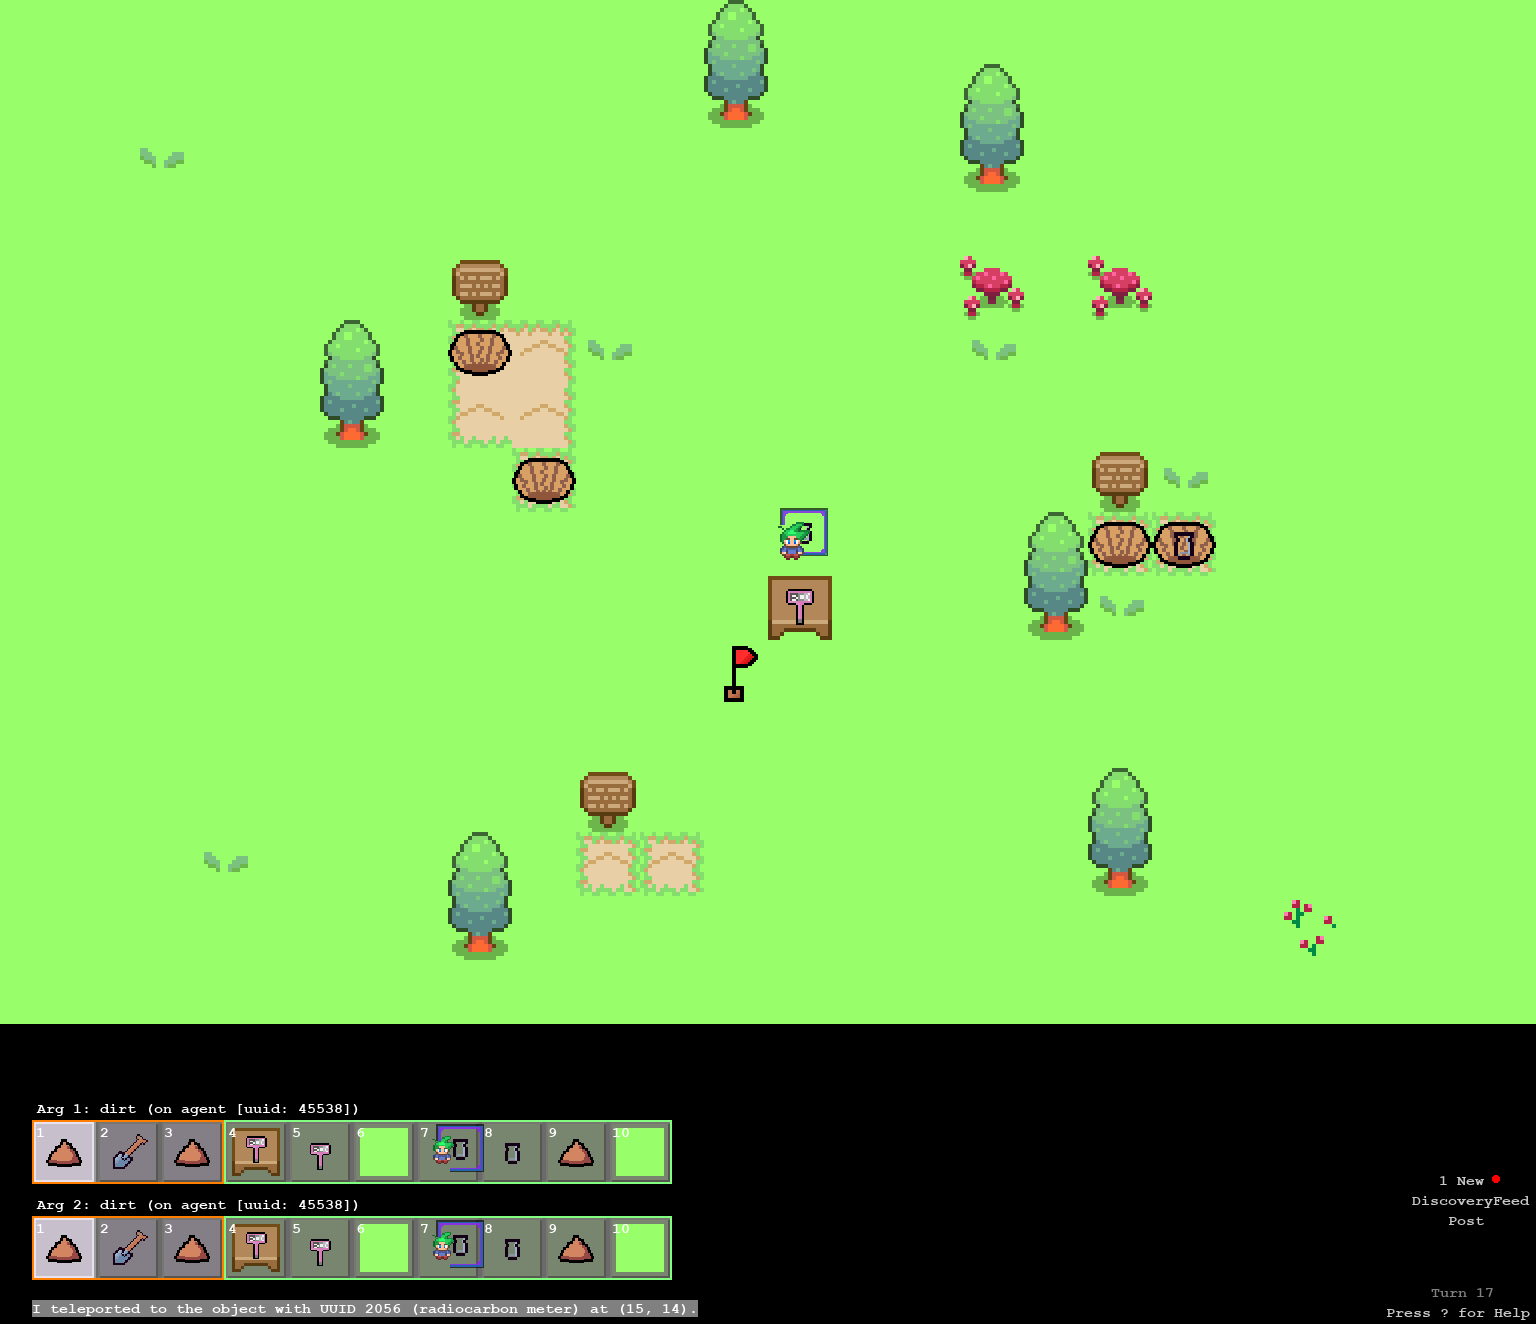 Arg 1: dirt (on agent [uuid: 45538])
1 2 3 4 5 6 7 8 9 10
Arg 2: dirt (on agent [uuid: 45538])
1 2 3 4 5 6 7 8 9 10
I teleported to the object with UUID 2056 (radiocarbon meter) at (15, 14).
1 New
DiscoveryFeed
Post
Turn 17
Press ? for Help